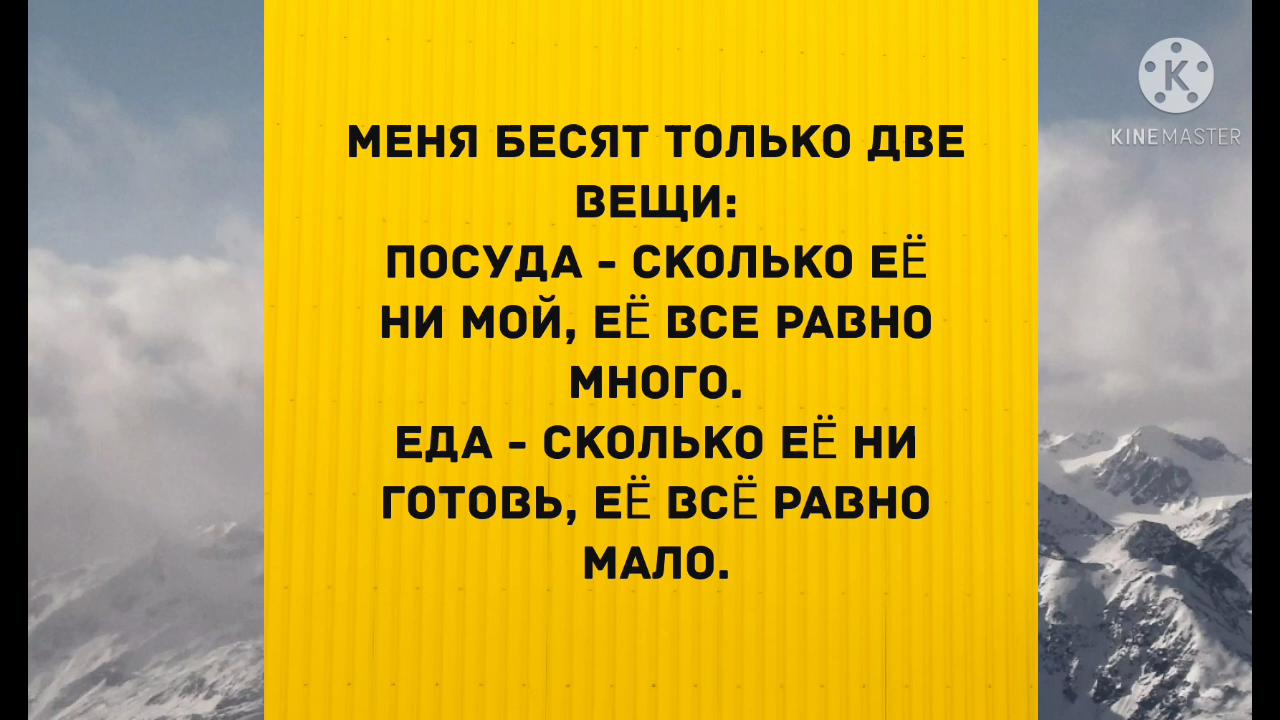 МЕНЯ БЕСЯТ ТОЛЬКО ДВЕ
ВЕЩИ:
ПОСУДА - СКОЛЬКО ЕЁ
НИ МОЙ, ЕЁ ВСЕ РАВНО
МНОГО.
ЕДА - СКОЛЬКО ЕЁ НИ
ГОТОВЬ, ЕЁ ВСЁ РАВНО
МАЛО.
K
KINEMASTER